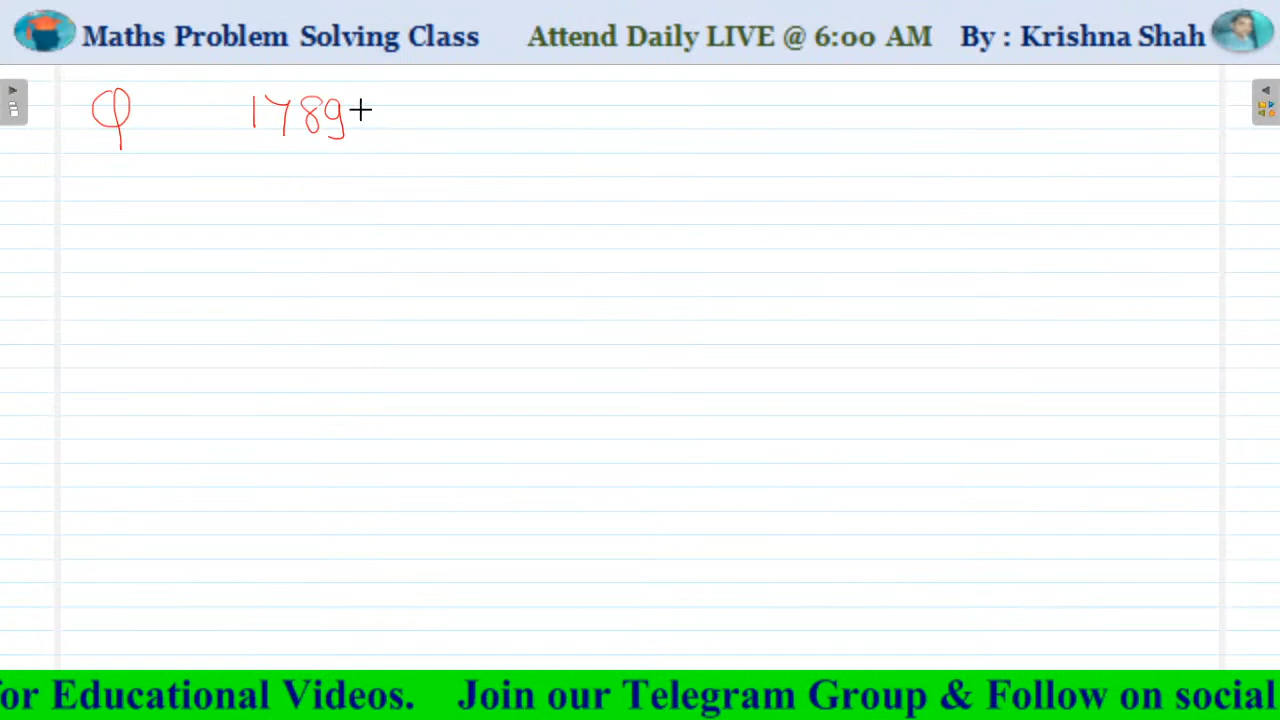 Maths Problem Solving Class Attend Daily LIVE @ 6:00 AM By : Krishna Shah
Q 1789
for Educational Videos. Join our Telegram Group & Follow on social